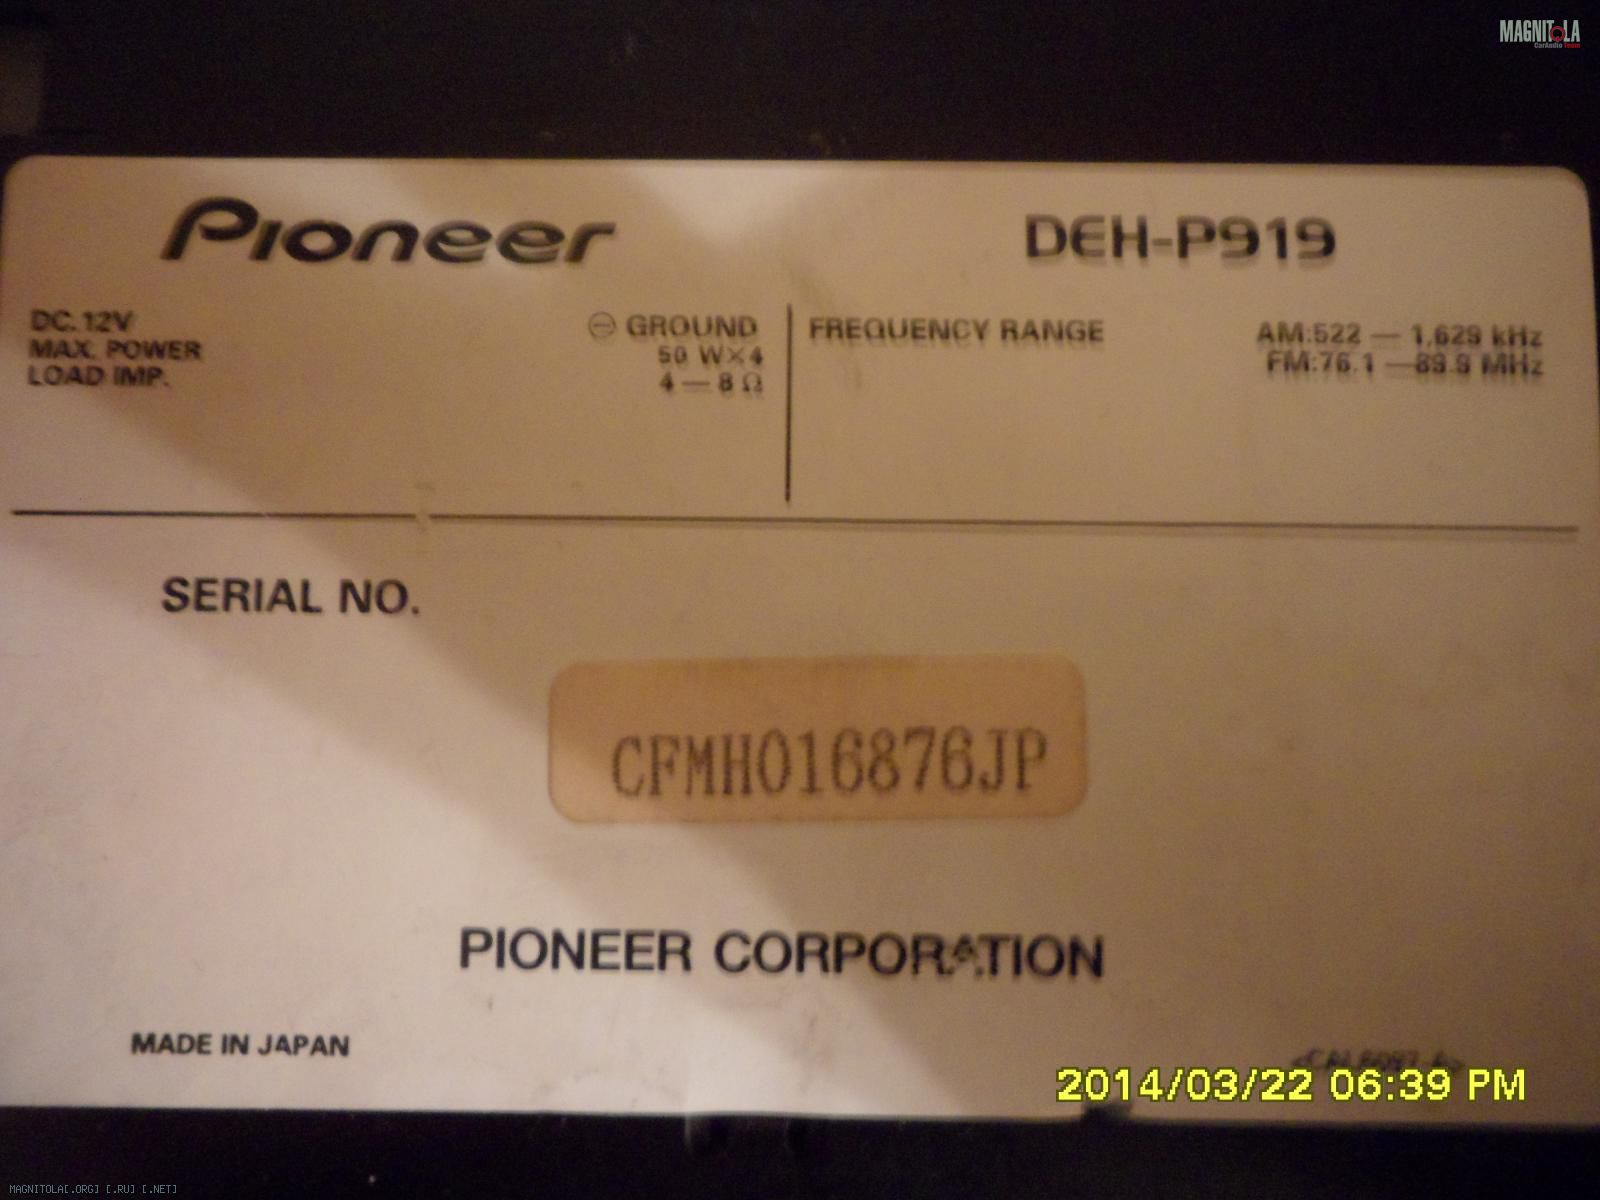 MAGNITOLA
CarAudio Team
Pioneer
DEH-P919
DC.12V
⊖ GROUND
MAX. POWER
50 W×4
LOAD IMP.
4 — 8 Ω
FREQUENCY RANGE
AM:522 — 1,629 kHz
FM:76.1 — 89.9 MHz
SERIAL NO.
CFMH016876JP
PIONEER CORPORATION
MADE IN JAPAN
2014/03/22 06:39 PM
MAGNITOLA[.ORG] [.RU] [.NET]